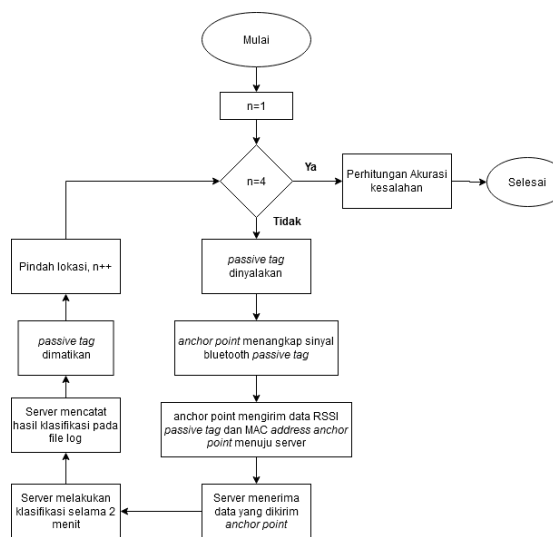 Mulai
n=1
n=4
Ya
Perhitungan Akurasi
kesalahan
Selesai
Tidak
passive tag
dinyalakan
anchor point menangkap sinyal
bluetooth passive tag
anchor point mengirim data RSSI
passive tag dan MAC address anchor
point menuju server
Server menerima
data yang dikirim
anchor point
Server melakukan
klasifikasi selama 2
menit
Server mencatat
hasil klasifikasi pada
file log
passive tag
dimatikan
Pindah lokasi, n++